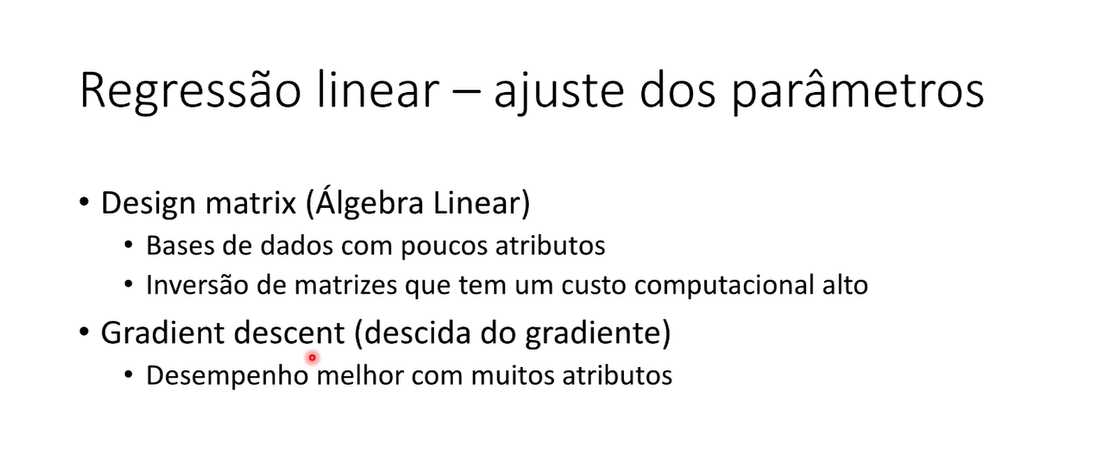 Regressão linear – ajuste dos parâmetros
• Design matrix (Álgebra Linear)
• Bases de dados com poucos atributos
• Inversão de matrizes que tem um custo computacional alto
• Gradient descent (descida do gradiente)
• Desempenho melhor com muitos atributos